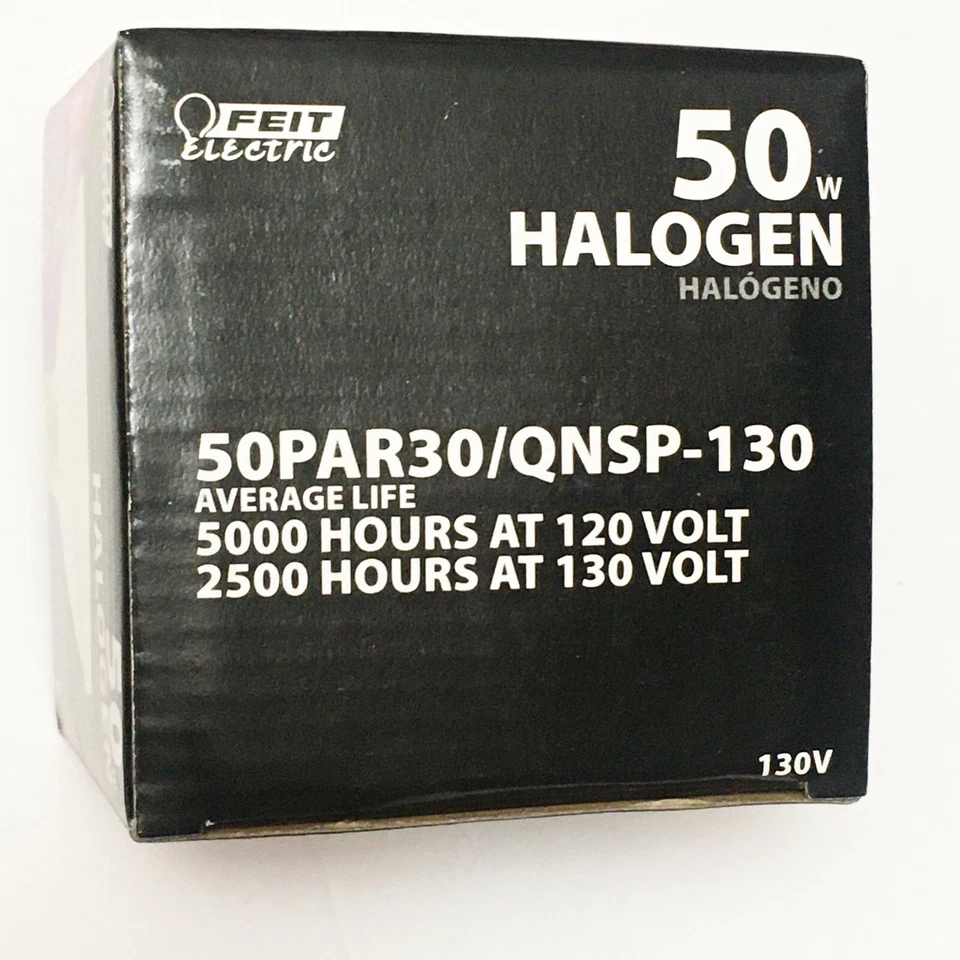 FEIT
ELECTRIC
50W
HALOGEN
HALÓGENO
50PAR30/QNSP-130
AVERAGE LIFE
5000 HOURS AT 120 VOLT
2500 HOURS AT 130 VOLT
130V